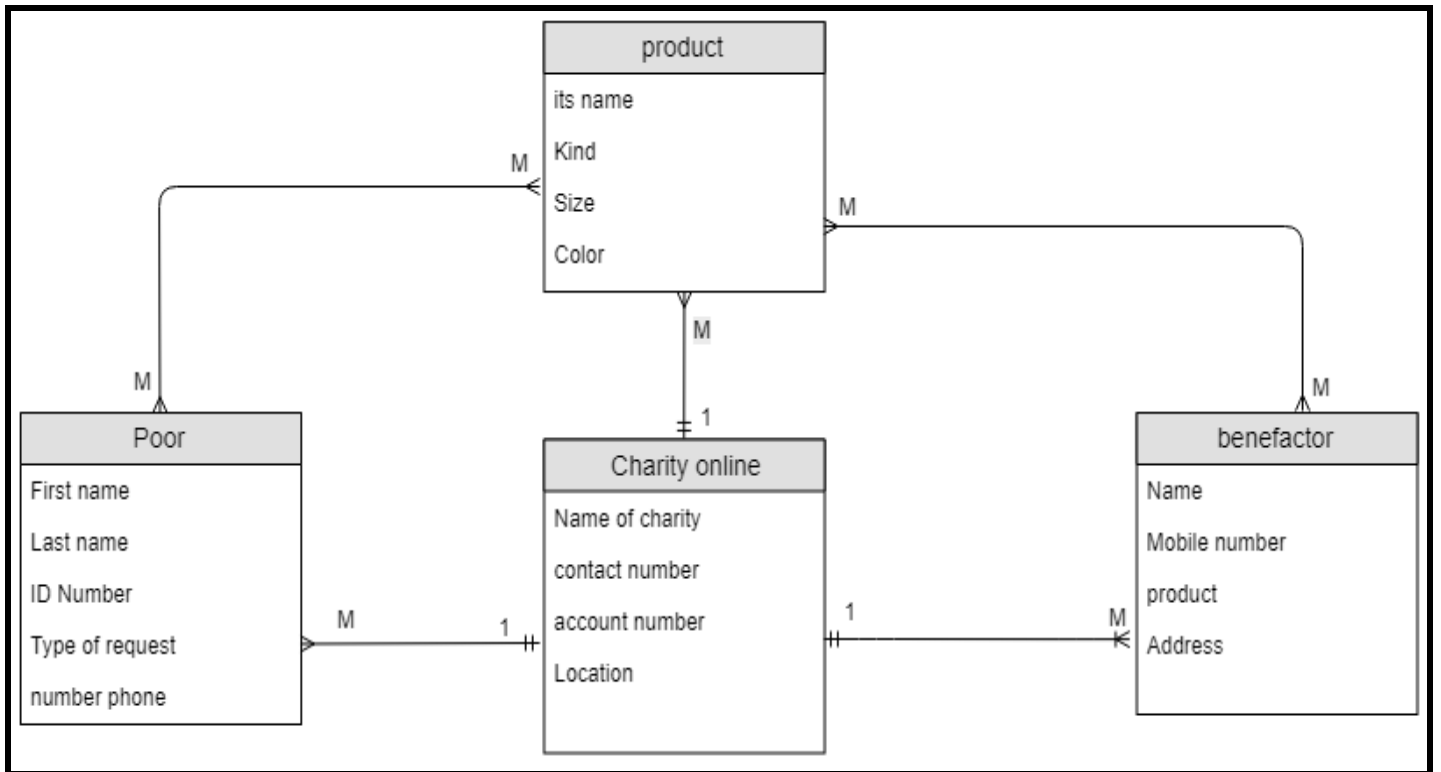 product
its name
Kind
Size
Color
M
M
M
M
M
1
Poor
First name
Last name
ID Number
Type of request
number phone
Charity online
Name of charity
contact number
account number
Location
benefactor
Name
Mobile number
product
Address
M
1
1
M